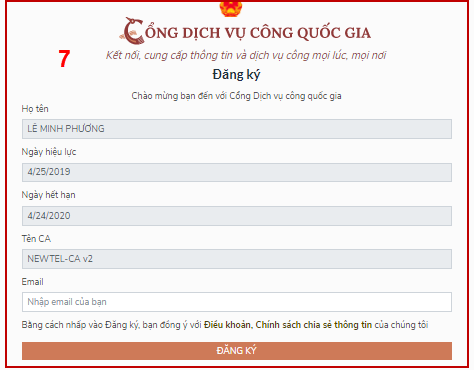 CỔNG DỊCH VỤ CÔNG QUỐC GIA
7
Kết nối, cung cấp thông tin và dịch vụ công mọi lúc, mọi nơi
Đăng ký
Chào mừng bạn đến với Cổng Dịch vụ công quốc gia
Họ tên
LÊ MINH PHƯƠNG
Ngày hiệu lực
4/25/2019
Ngày hết hạn
4/24/2020
Tên CA
NEWTEL-CA v2
Email
Nhập email của bạn
Bằng cách nhấp vào Đăng ký, bạn đồng ý với Điều khoản, Chính sách chia sẻ thông tin của chúng tôi
ĐĂNG KÝ